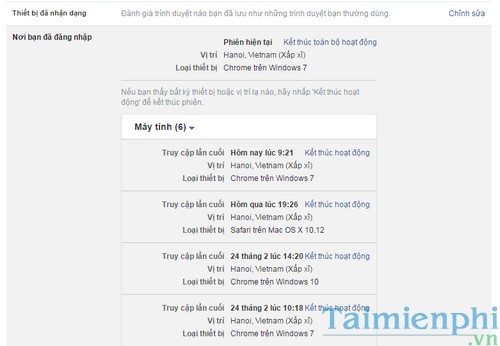 Thiết bị đã nhận dạng Đánh giá trình duyệt nào bạn đã lưu như những trình duyệt bạn thường dùng. Chỉnh sửa
Nơi bạn đã đăng nhập
Phiên hiện tại Kết thúc toàn bộ hoạt động
Vị trí Hanoi, Vietnam (Xấp xỉ)
Loại thiết bị Chrome trên Windows 7
Nếu bạn thấy bất kỳ thiết bị hoặc vị trí lạ nào, hãy nhấp 'Kết thúc hoạt
động' để kết thúc phiên.
Máy tính (6)
Truy cập lần cuối Hôm nay lúc 9:21 Kết thúc hoạt động
Vị trí Hanoi, Vietnam (Xấp xỉ)
Loại thiết bị Chrome trên Windows 7
Truy cập lần cuối Hôm qua lúc 19:26 Kết thúc hoạt động
Vị trí Hanoi, Vietnam (Xấp xỉ)
Loại thiết bị Safari trên Mac OS X 10.12
Truy cập lần cuối 24 tháng 2 lúc 14:20 Kết thúc hoạt động
Vị trí Hanoi, Vietnam (Xấp xỉ)
Loại thiết bị Chrome trên Windows 10
Truy cập lần cuối 24 tháng 2 lúc 10:18 Kết thúc hoạt động
Vị trí Hanoi, Vietnam (Xấp xỉ)
Loại thiết bị Chrome trên Windows 7
Taimienphi
.vn